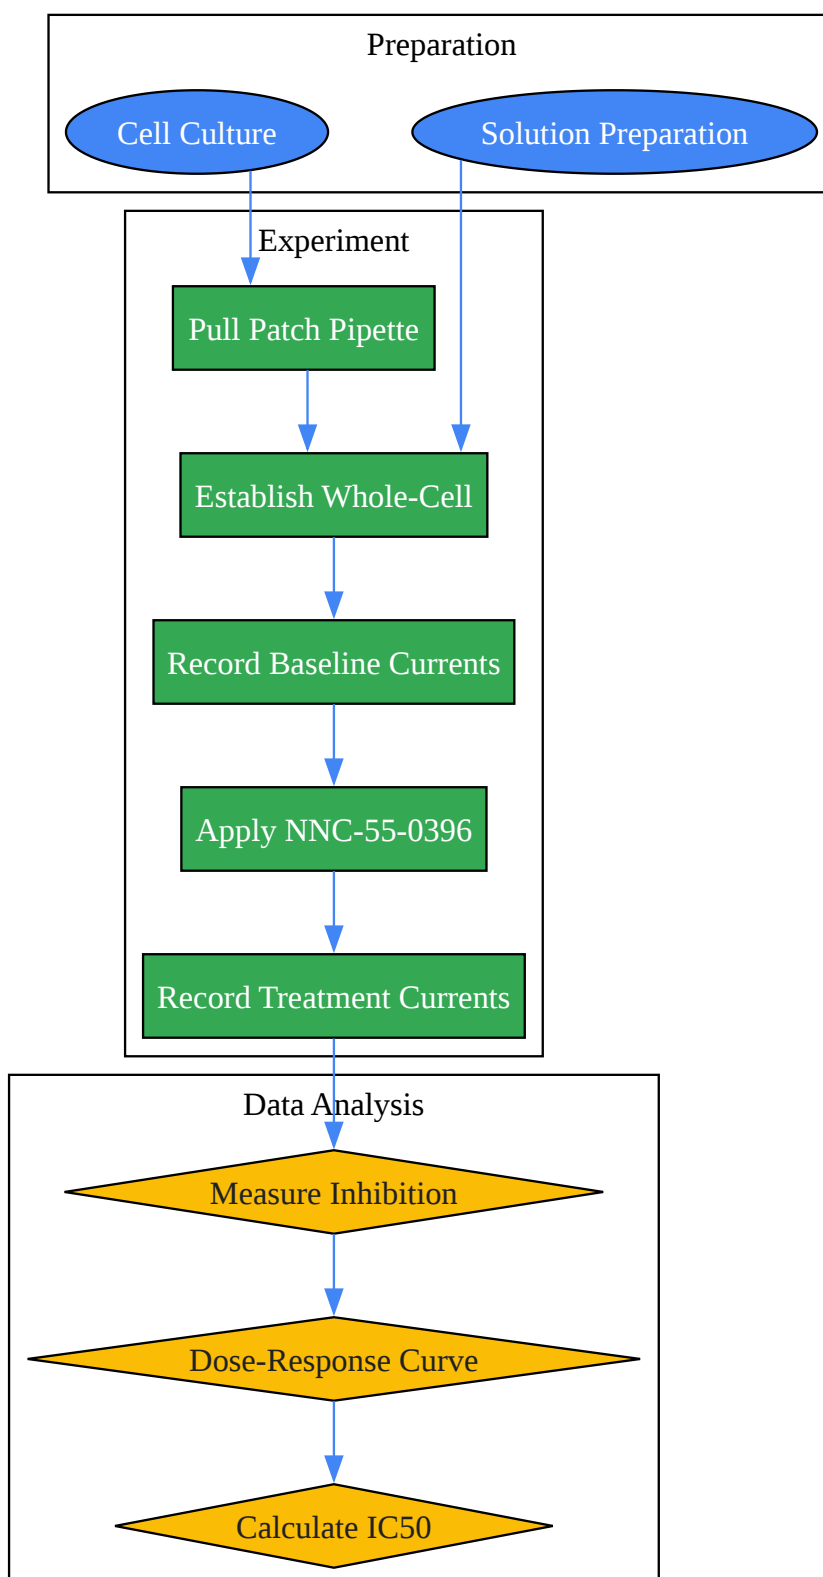 Preparation
Cell Culture
Solution Preparation
Experiment
Pull Patch Pipette
Establish Whole-Cell
Record Baseline Currents
Apply NNC-55-0396
Record Treatment Currents
Data Analysis
Measure Inhibition
Dose-Response Curve
Calculate IC50